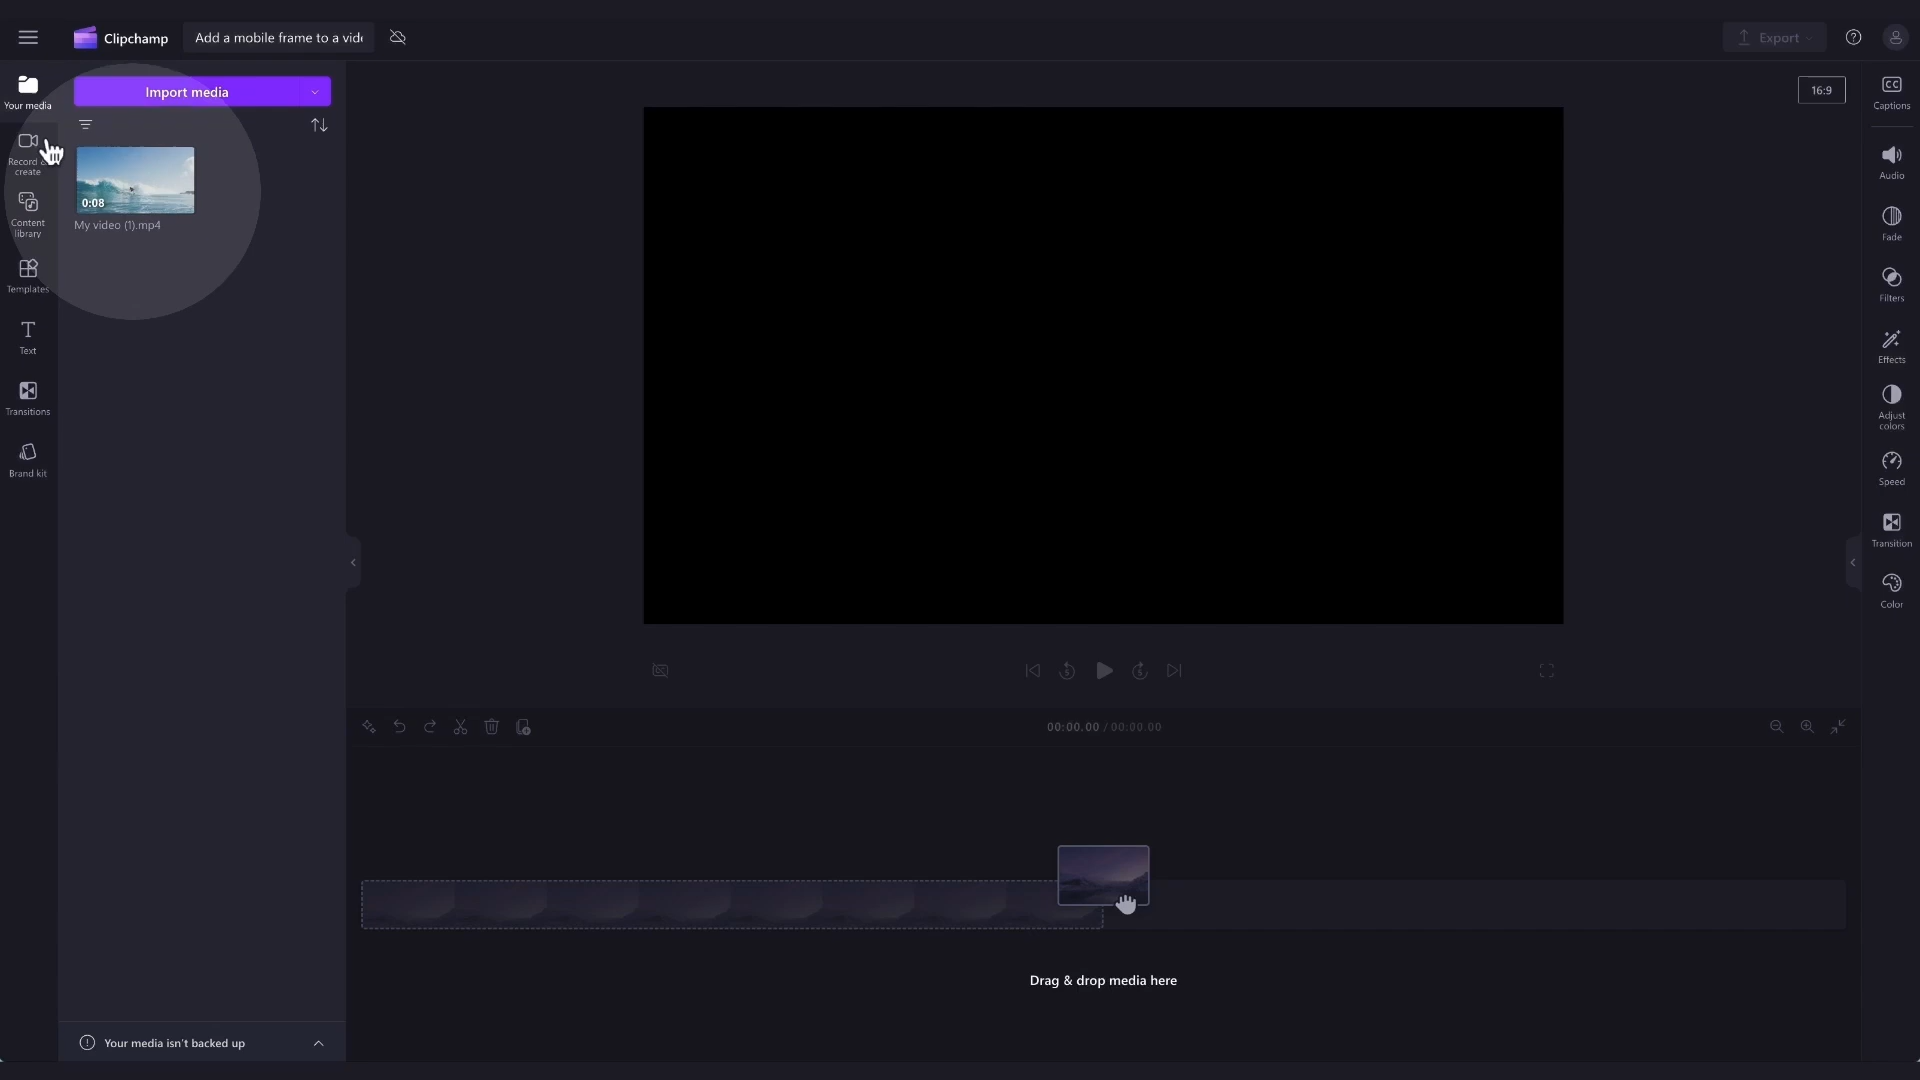 Clipchamp
Add a mobile frame to a vid
Export
Your media
Import media
16:9
Captions
Record &
create
0:08
My video (1).mp4
Content
library
Templates
Text
Transitions
Brand kit
Audio
Fade
Filters
Effects
Adjust
colors
Speed
Transition
Color
5
5
00:00.00 / 00:00.00
Drag & drop media here
Your media isn't backed up